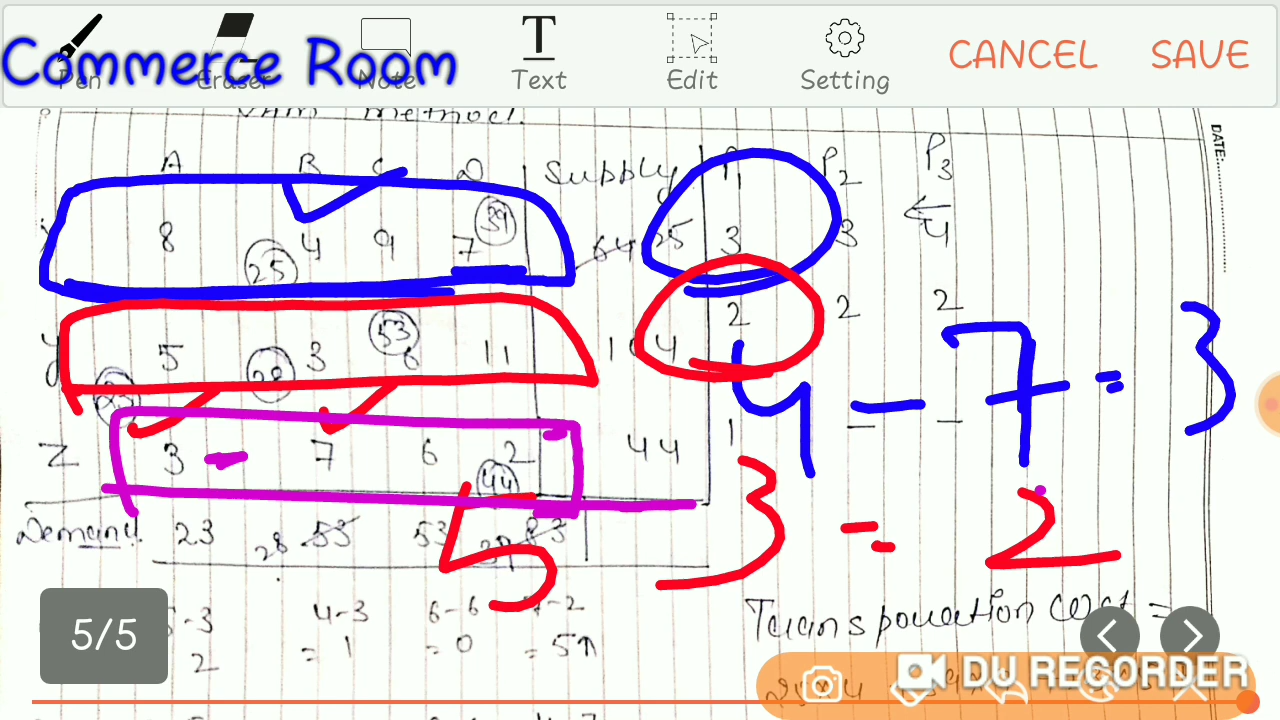 Commerce Room
Pen Eraser Note Text Edit Setting CANCEL SAVE
VAM method.
DATE:
A B C D Supply P1 P2 P3
8 25 4 9 7 39 64 25 3 3 4
y 5 28 3 53 6 11 104 2 2 2
4 - 7 = 3
Z 3 - 7 6 2 44 44 1 - -
5 3 = 2
Demand 23 28 53 53 39 83
5-3 4-3 6-6 7-2
2 = 1 = 0 = 5↑
Transpouation cost =
5/5
DU RECORDER